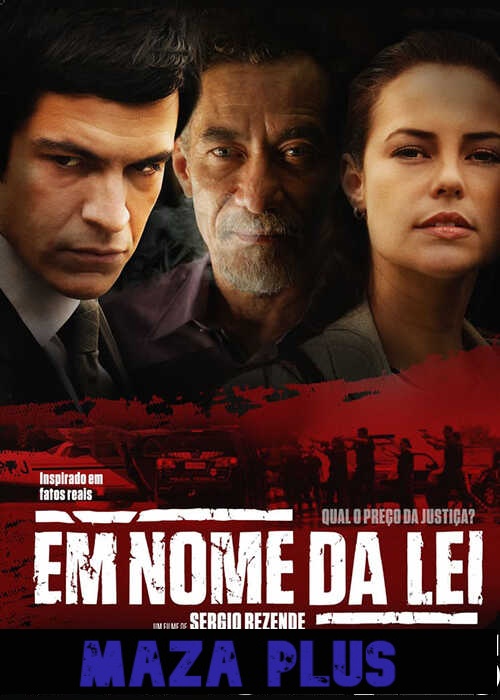 Inspirado em
fatos reais
QUAL O PREÇO DA JUSTIÇA?
EM NOME DA LEI
UM FILME DE SERGIO REZENDE
MAZA PLUS